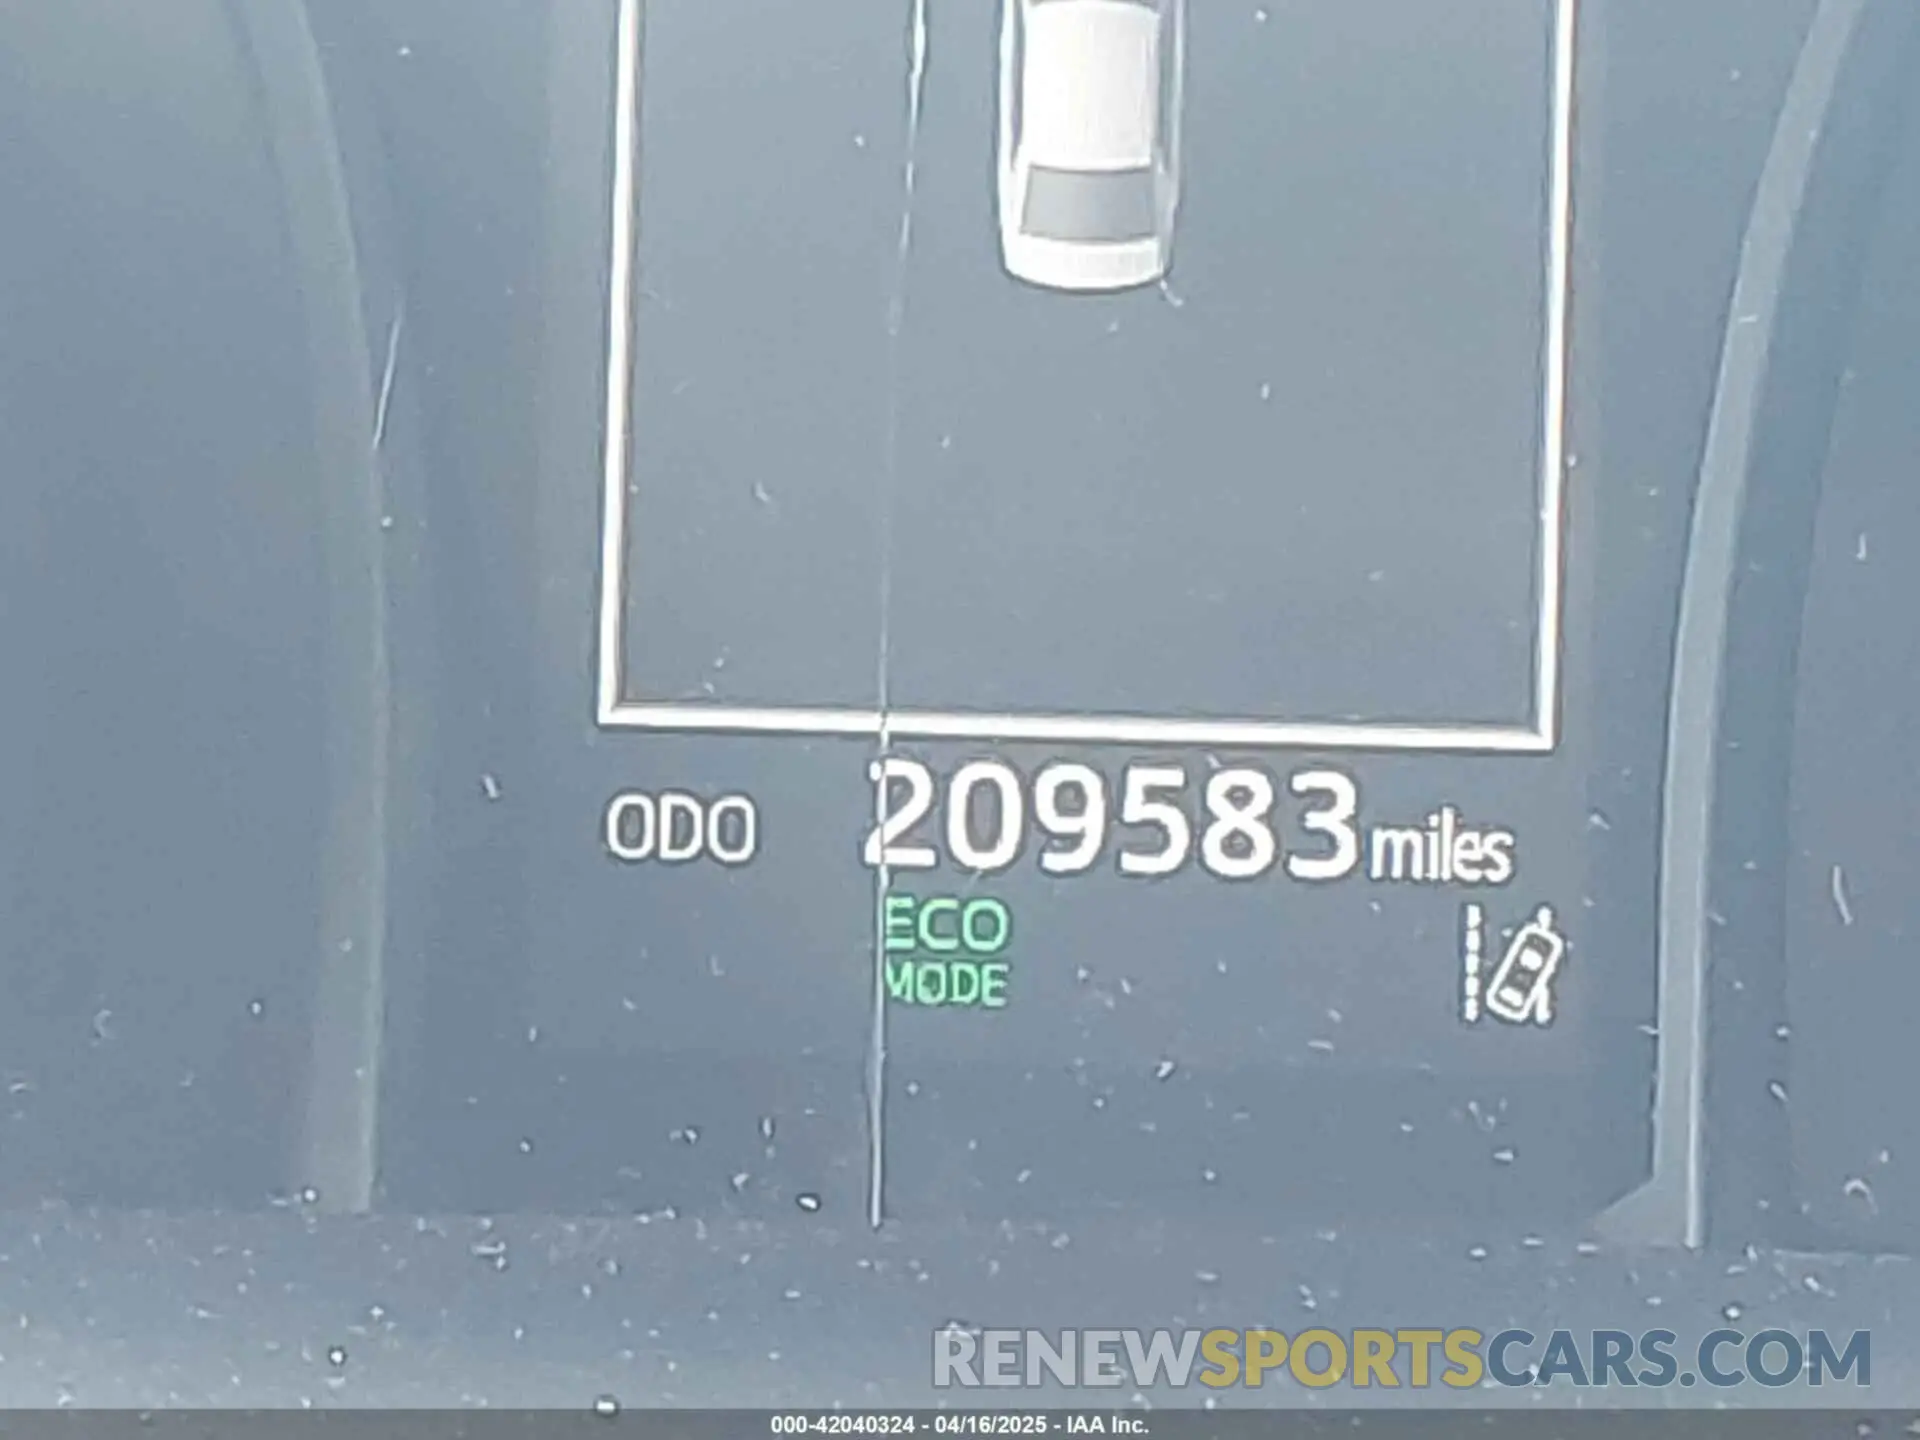 ODO 209583 miles
ECO
MODE
RENEWSPORTSCARS.COM
000-42040324 - 04/16/2025 - IAA Inc.